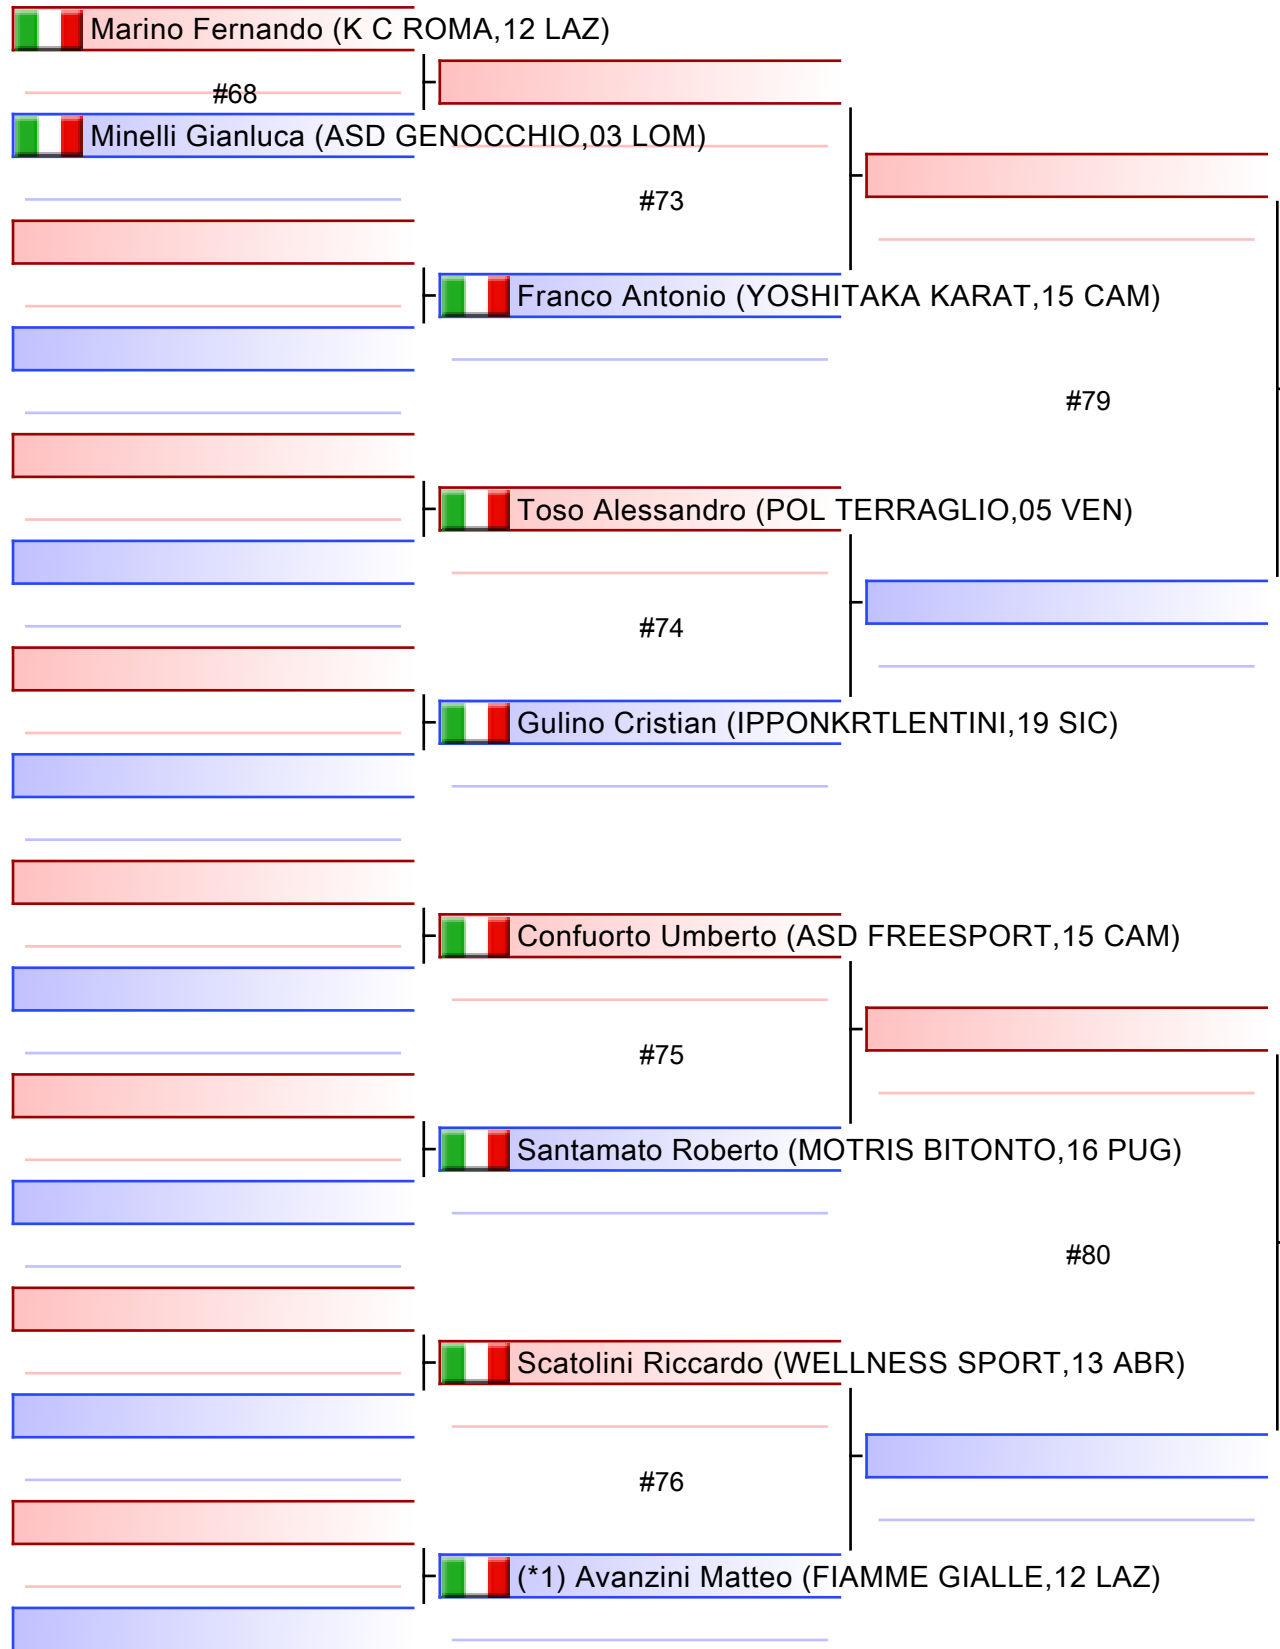 Marino Fernando (K C ROMA,12 LAZ)
#68
Minelli Gianluca (ASD GENOCCHIO,03 LOM)
#73
Franco Antonio (YOSHITAKA KARAT,15 CAM)
#79
Toso Alessandro (POL TERRAGLIO,05 VEN)
#74
Gulino Cristian (IPPONKRTLENTINI,19 SIC)
Confuorto Umberto (ASD FREESPORT,15 CAM)
#75
Santamato Roberto (MOTRIS BITONTO,16 PUG)
#80
Scatolini Riccardo (WELLNESS SPORT,13 ABR)
#76
(*1) Avanzini Matteo (FIAMME GIALLE,12 LAZ)